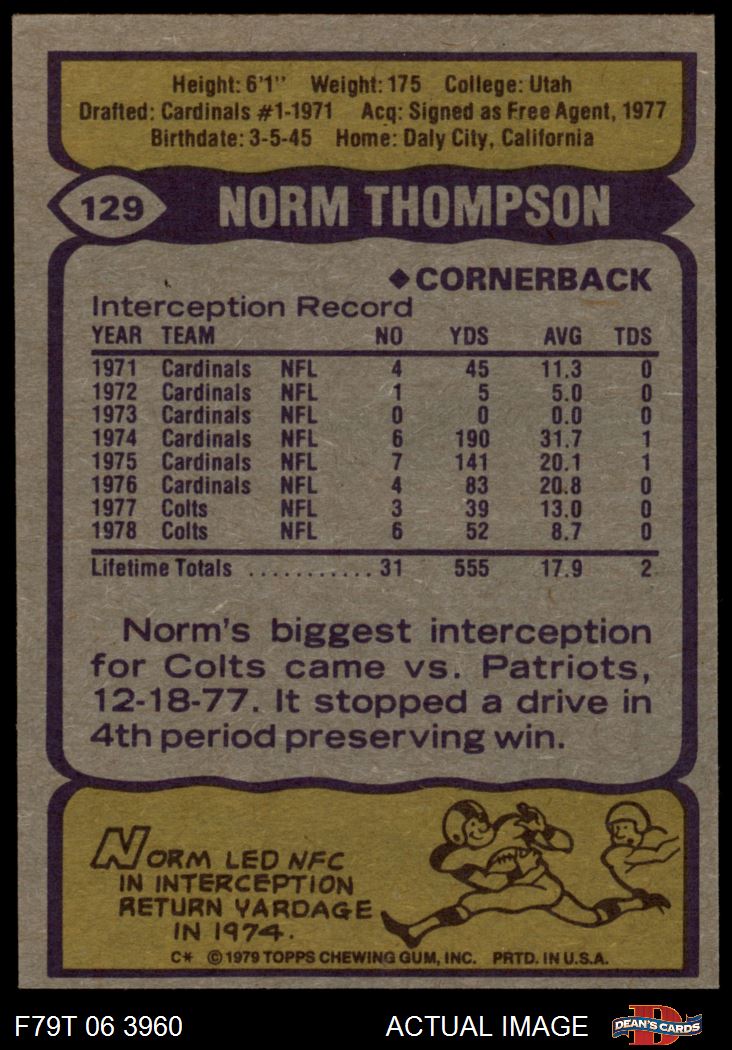 Height: 6'1" Weight: 175 College: Utah
Drafted: Cardinals #1-1971 Acq: Signed as Free Agent, 1977
Birthdate: 3-5-45 Home: Daly City, California
129 NORM THOMPSON
◆CORNERBACK
Interception Record
YEAR TEAM NO YDS AVG TDS
1971 Cardinals NFL 4 45 11.3 0
1972 Cardinals NFL 1 5 5.0 0
1973 Cardinals NFL 0 0 0.0 0
1974 Cardinals NFL 6 190 31.7 1
1975 Cardinals NFL 7 141 20.1 1
1976 Cardinals NFL 4 83 20.8 0
1977 Colts NFL 3 39 13.0 0
1978 Colts NFL 6 52 8.7 0
Lifetime Totals ........... 31 555 17.9 2
Norm's biggest interception
for Colts came vs. Patriots,
12-18-77. It stopped a drive in
4th period preserving win.
NORM LED NFC
IN INTERCEPTION
RETURN YARDAGE
IN 1974.
C* © 1979 TOPPS CHEWING GUM, INC. PRTD. IN U.S.A.
F79T 06 3960 ACTUAL IMAGE D DEAN'S CARDS